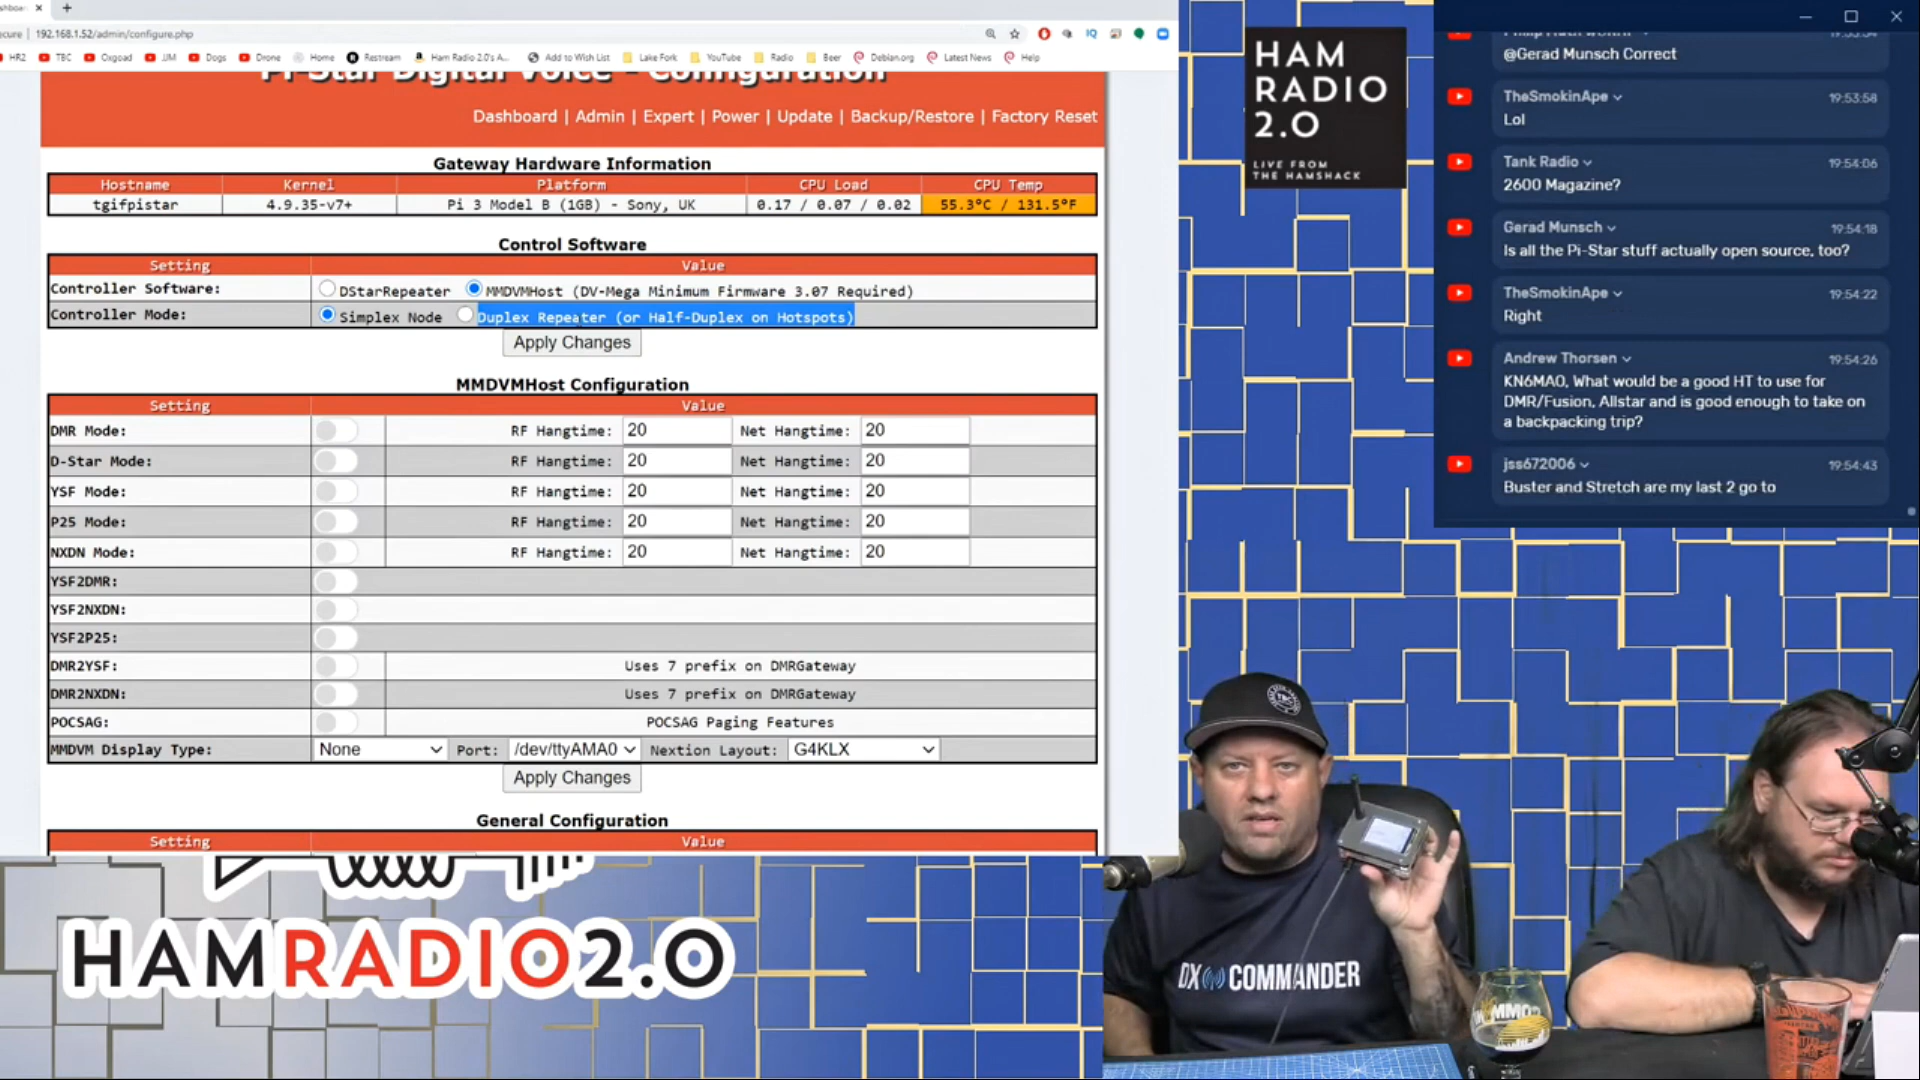 192.168.1.52/admin/configure.php
HR2 TBC Oxgoad JJM Dogs Drone Home Restream Ham Radio 2.0's A... Add to Wish List Lake Fork YouTube Radio Beer Debian.org Latest News Help
Pi-Star Digital Voice - Configuration
Dashboard | Admin | Expert | Power | Update | Backup/Restore | Factory Reset
Gateway Hardware Information
Hostname Kernel Platform CPU Load CPU Temp
tgifpistar 4.9.35-v7+ Pi 3 Model B (1GB) - Sony, UK 0.17 / 0.07 / 0.02 55.3°C / 131.5°F
Control Software
Setting Value
Controller Software: DStarRepeater MMDVMHost (DV-Mega Minimum Firmware 3.07 Required)
Controller Mode: Simplex Node Duplex Repeater (or Half-Duplex on Hotspots)
Apply Changes
MMDVMHost Configuration
Setting Value
DMR Mode: RF Hangtime: 20 Net Hangtime: 20
D-Star Mode: RF Hangtime: 20 Net Hangtime: 20
YSF Mode: RF Hangtime: 20 Net Hangtime: 20
P25 Mode: RF Hangtime: 20 Net Hangtime: 20
NXDN Mode: RF Hangtime: 20 Net Hangtime: 20
YSF2DMR:
YSF2NXDN:
YSF2P25:
DMR2YSF: Uses 7 prefix on DMRGateway
DMR2NXDN: Uses 7 prefix on DMRGateway
POCSAG: POCSAG Paging Features
MMDVM Display Type: None Port: /dev/ttyAMA0 Nextion Layout: G4KLX
Apply Changes
General Configuration
Setting Value
HAM
RADIO
2.0
LIVE FROM
THE HAMSHACK
@Gerad Munsch Correct
TheSmokinApe 19:53:58
Lol
Tank Radio 19:54:06
2600 Magazine?
Gerad Munsch 19:54:18
Is all the Pi-Star stuff actually open source, too?
TheSmokinApe 19:54:22
Right
Andrew Thorsen 19:54:26
KN6MAO, What would be a good HT to use for
DMR/Fusion, Allstar and is good enough to take on
a backpacking trip?
jss672006 19:54:43
Buster and Stretch are my last 2 go to
HAMRADIO2.0
DX COMMANDER